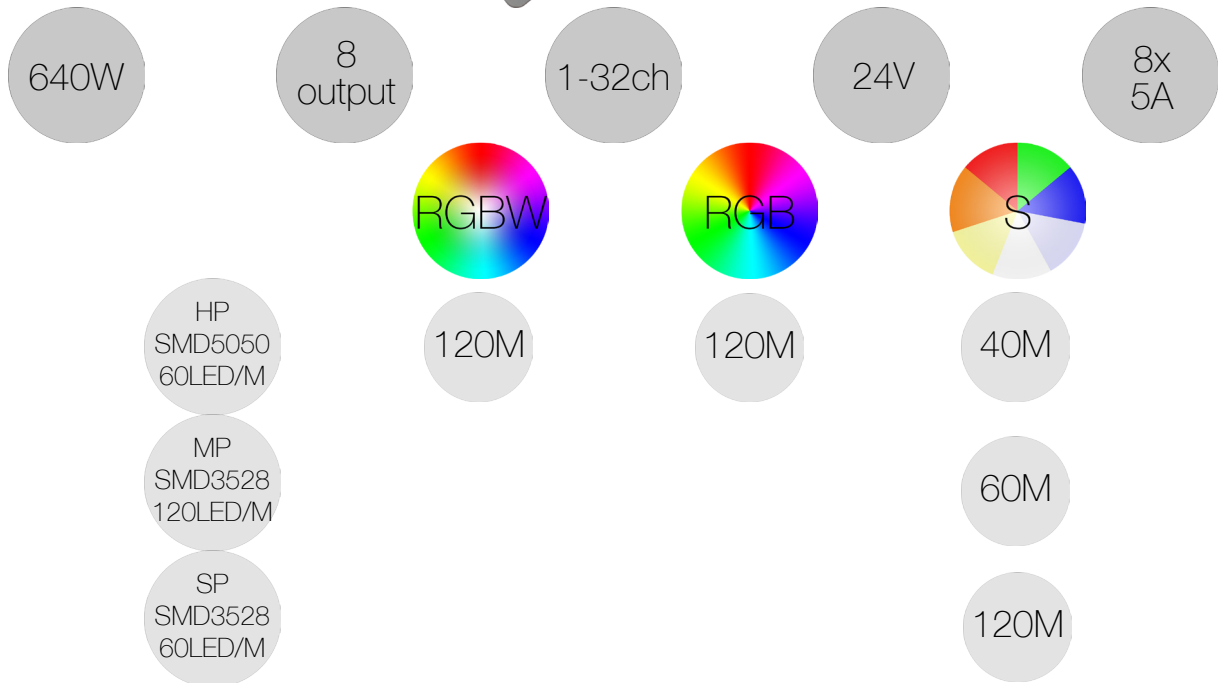 640W
8
output
1-32ch
24V
8x
5A
RGBW
RGB
S
HP
SMD5050
60LED/M
120M
120M
40M
MP
SMD3528
120LED/M
60M
SP
SMD3528
60LED/M
120M